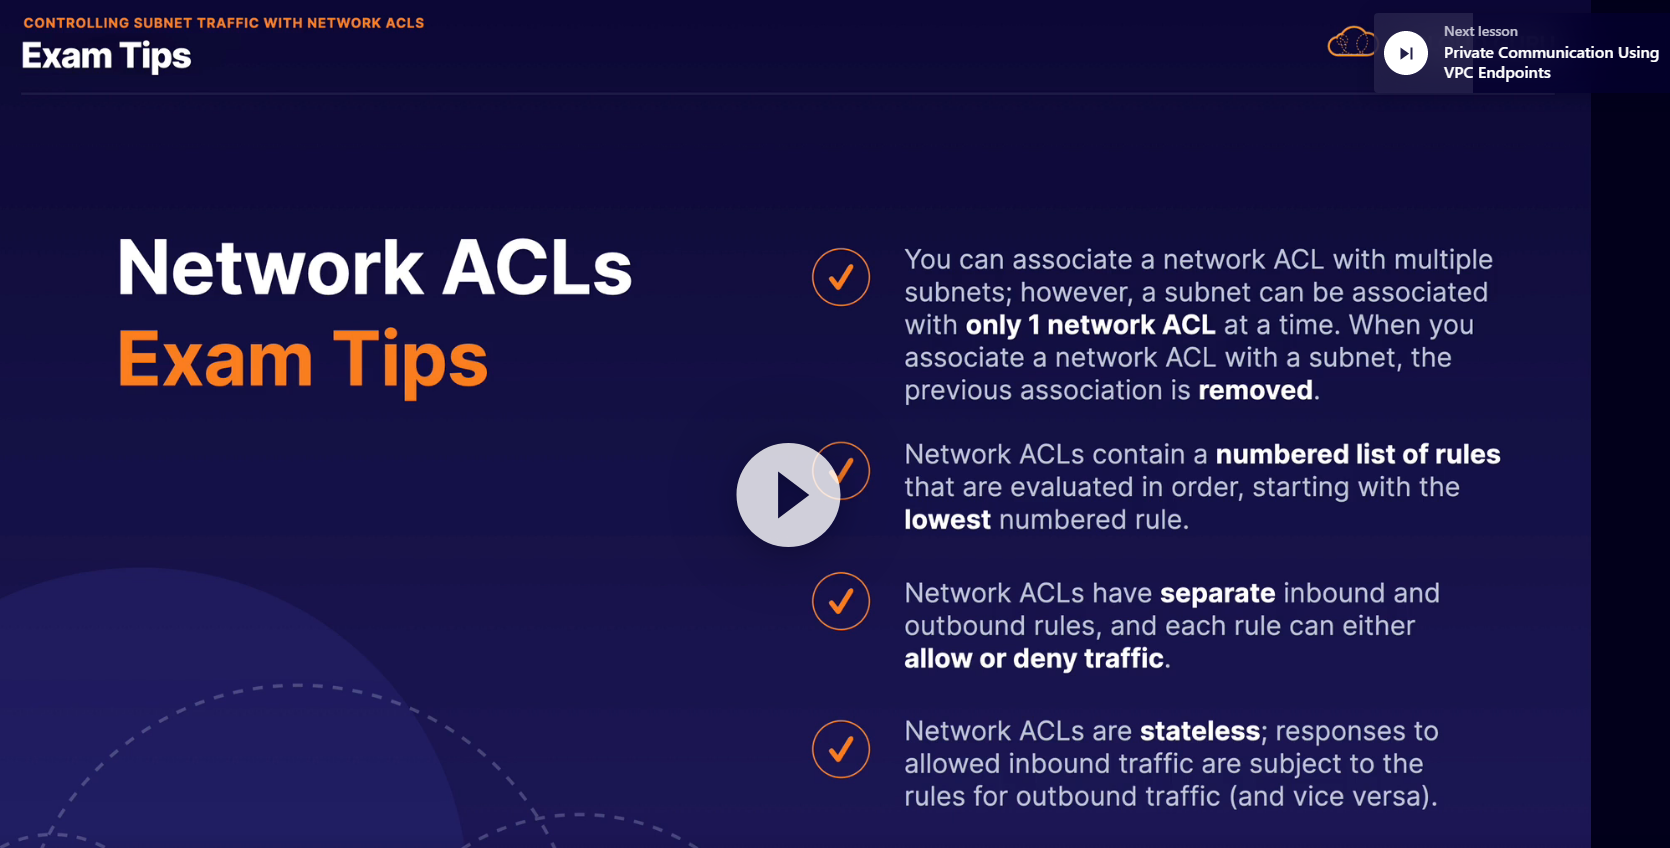 CONTROLLING SUBNET TRAFFIC WITH NETWORK ACLS
Exam Tips
Next lesson
Private Communication Using
VPC Endpoints
Network ACLs
Exam Tips
You can associate a network ACL with multiple
subnets; however, a subnet can be associated
with only 1 network ACL at a time. When you
associate a network ACL with a subnet, the
previous association is removed.
Network ACLs contain a numbered list of rules
that are evaluated in order, starting with the
lowest numbered rule.
Network ACLs have separate inbound and
outbound rules, and each rule can either
allow or deny traffic.
Network ACLs are stateless; responses to
allowed inbound traffic are subject to the
rules for outbound traffic (and vice versa).